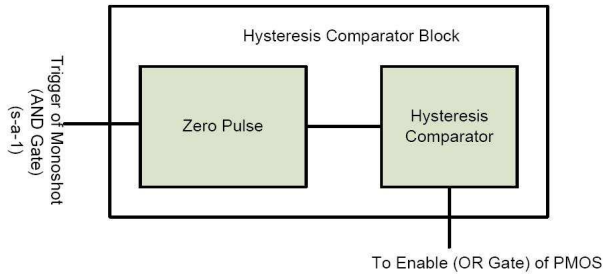 Hysteresis Comparator Block
Trigger of Monoshot
(AND Gate)
(s-a-1)
Zero Pulse
Hysteresis
Comparator
To Enable (OR Gate) of PMOS